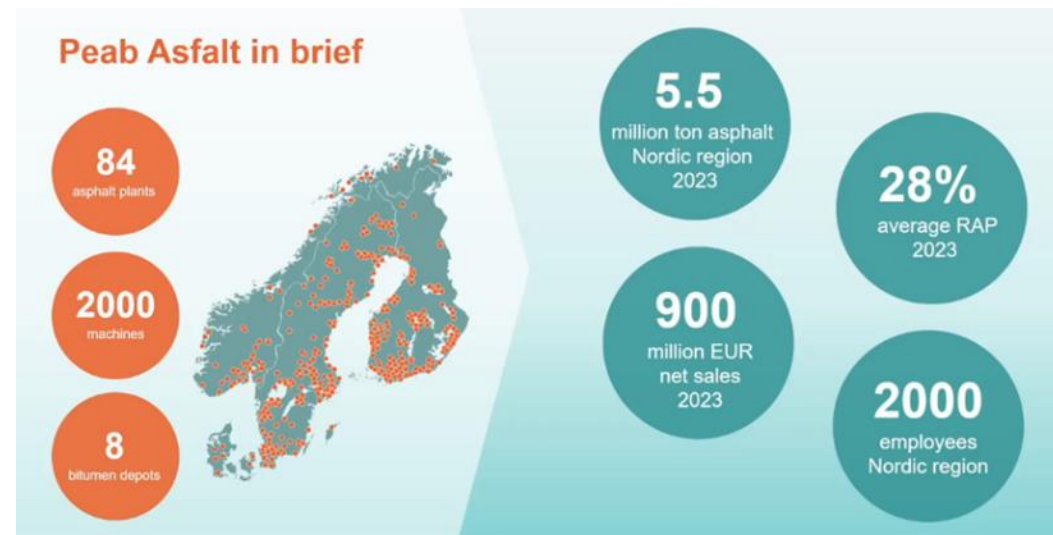 Peab Asfalt in brief
84
asphalt plants
2000
machines
8
bitumen depots
5.5
million ton asphalt
Nordic region
2023
28%
average RAP
2023
900
million EUR
net sales
2023
2000
employees
Nordic region